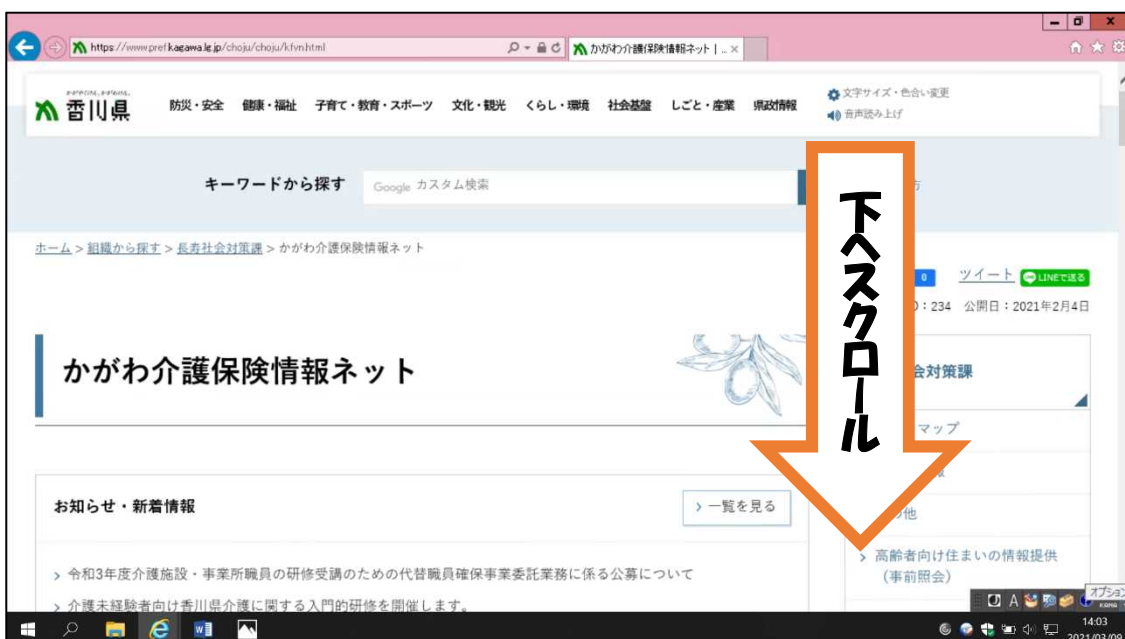 https://www.pref.kagawa.lg.jp/choju/choju/kfvn.html
かがわ介護保険情報ネット | ...
香川県
防災・安全 健康・福祉 子育て・教育・スポーツ 文化・観光 くらし・環境 社会基盤 しごと・産業 県政情報
文字サイズ・色合い変更
音声読み上げ
キーワードから探す
Google カスタム検索
方
下へスクロール
ホーム > 組織から探す > 長寿社会対策課 > かがわ介護保険情報ネット
0 ツイート LINEで送る
:234 公開日:2021年2月4日
かがわ介護保険情報ネット
会対策課
マップ
お知らせ・新着情報
> 一覧を見る
の他
> 高齢者向け住まいの情報提供
(事前照会)
> 令和3年度介護施設・事業所職員の研修受講のための代替職員確保事業委託業務に係る公募について
> 介護未経験者向け香川県介護に関する入門的研修を開催します。
オプション
A
KANA
14:03
2021/03/09